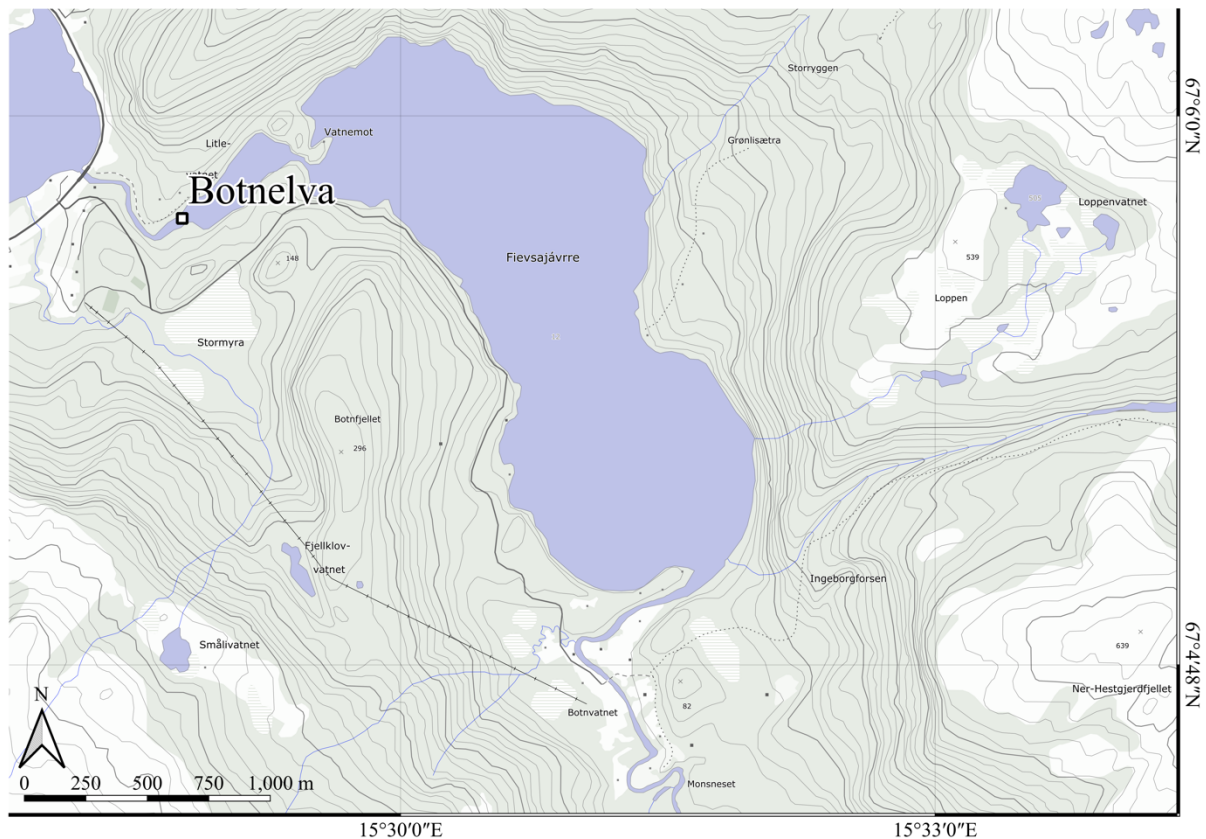 Storryggen
67°6′0″N
Litle-
vatnet
Vatnemot
Grønlisætra
Botnelva
Loppenvatnet
Fievsajávrre
148
539
Loppen
Stormyra
Botnfjellet
296
Fjellklov-
vatnet
Ingeborgforsen
Smålivatnet
639
67°4′48″N
Ner-Hestgjerdfjellet
N
82
Botnvatnet
0 250 500 750 1,000 m
Monsneset
15°30′0″E
15°33′0″E